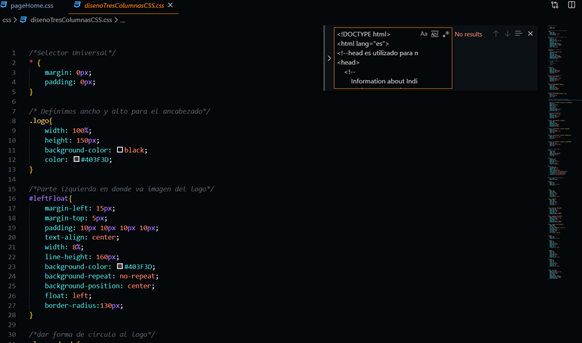 pageHome.css
disenoTresColumnasCSS.css ×
css > disenoTresColumnasCSS.css > ...
<!DOCTYPE html> Aa ab .* No results
<html lang="es">
<!--head es utilizado para n
<head>
<!--
Information about Indi
1 /*Selector Universal*/
2 * {
3 margin: 0px;
4 padding: 0px;
5 }
6
7 /* Definimos ancho y alto para el ancabezado*/
8 .logo{
9 width: 100%;
10 height: 150px;
11 background-color: black;
12 color: #403F3D;
13 }
14
15 /*Parte izquierda en donde va imagen del logo*/
16 #leftFloat{
17 margin-left: 15px;
18 margin-top: 5px;
19 padding: 10px 10px 10px 10px;
20 text-align: center;
21 width: 8%;
22 line-height: 160px;
23 background-color: #403F3D;
24 background-repeat: no-repeat;
25 background-position: center;
26 float: left;
27 border-radius:130px;
28 }
29
30 /*dar forma de circulo al logo*/
31